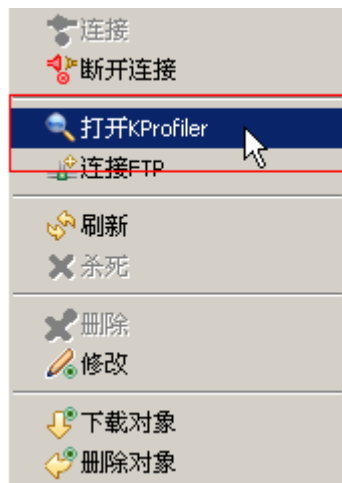 连接
断开连接
打开KProfiler
连接FTP
刷新
杀死
删除
修改
下载对象
删除对象